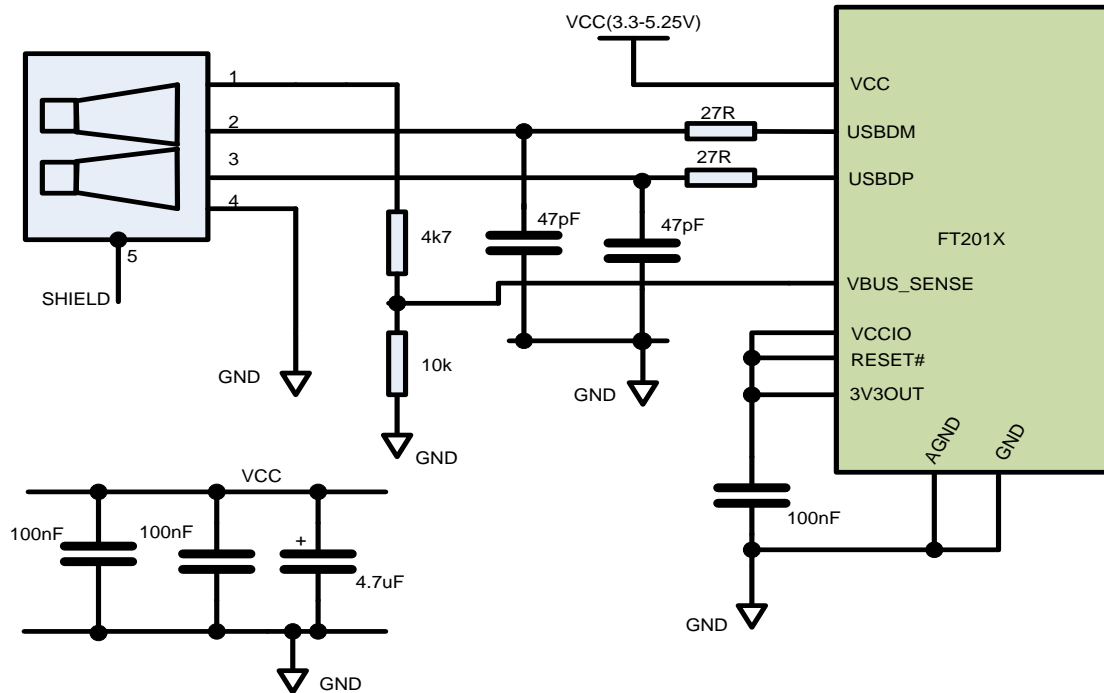 VCC(3.3-5.25V)
1
VCC
2
27R
USBDM
3
27R
USBDP
4
47pF
47pF
4k7
FT201X
5
SHIELD
VBUS_SENSE
VCCIO
RESET#
10k
GND
GND
3V3OUT
AGND
GND
GND
VCC
100nF
100nF
100nF
+
4.7uF
GND
GND